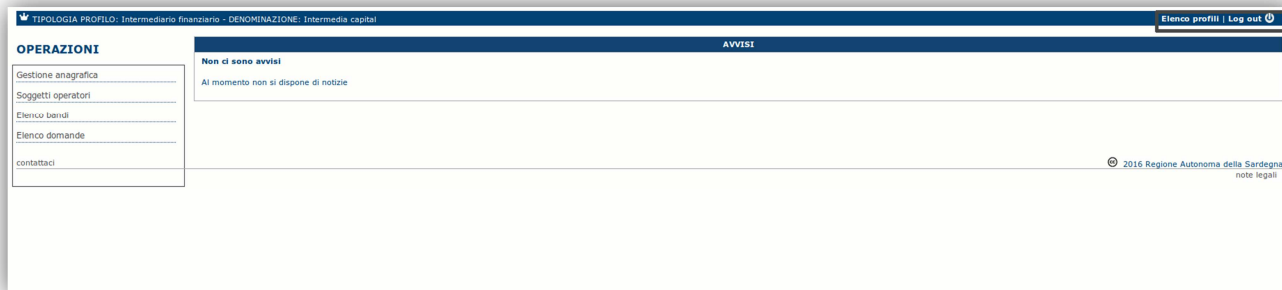 TIPOLOGIA PROFILO: Intermediario finanziario - DENOMINAZIONE: Intermedia capital
Elenco profili | Log out
OPERAZIONI
Gestione anagrafica
Soggetti operatori
Elenco bandi
Elenco domande
contattaci
AVVISI
Non ci sono avvisi
Al momento non si dispone di notizie
2016 Regione Autonoma della Sardegna
note legali